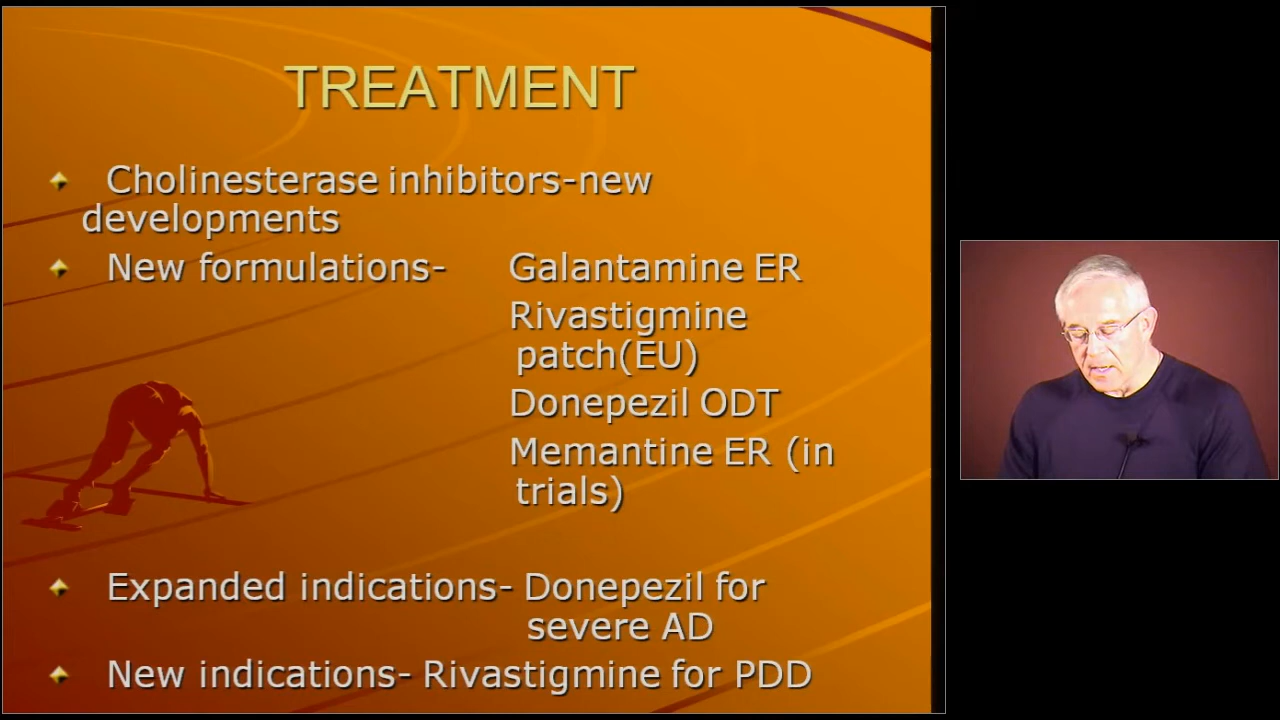 TREATMENT
Cholinesterase inhibitors-new
developments
New formulations- Galantamine ER
Rivastigmine
patch(EU)
Donepezil ODT
Memantine ER (in
trials)
Expanded indications- Donepezil for
severe AD
New indications- Rivastigmine for PDD